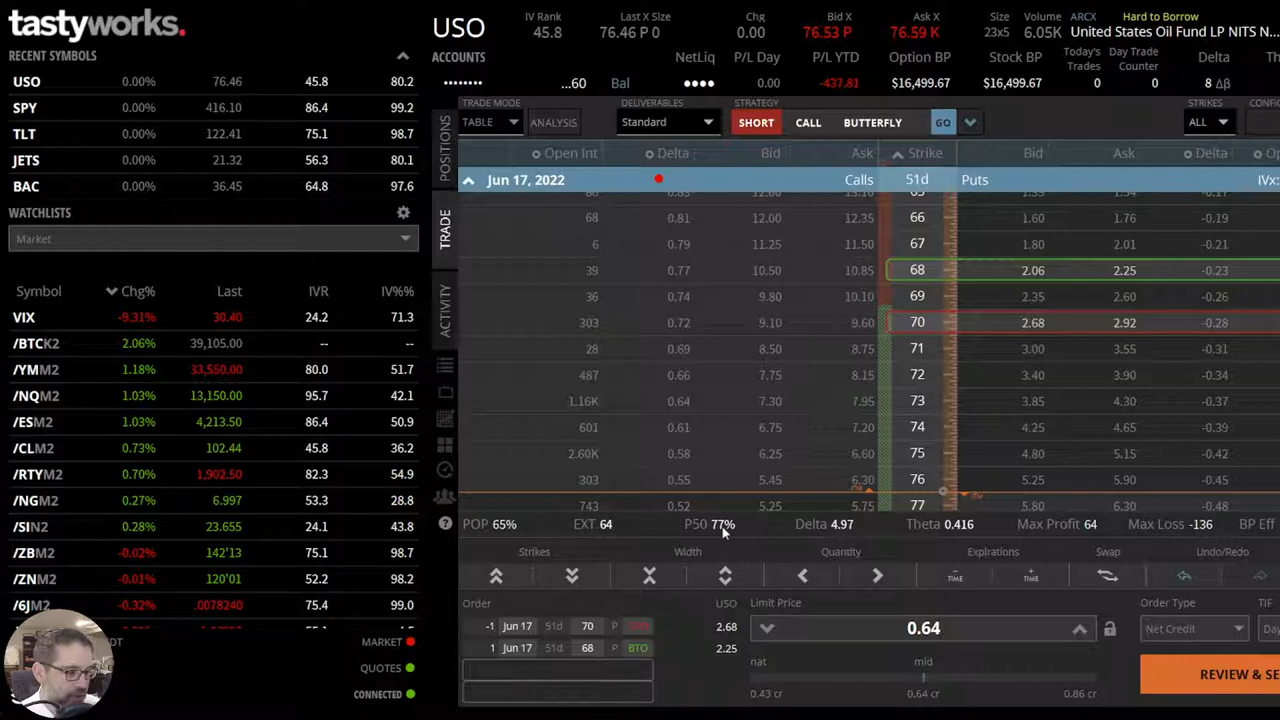 tastyworks.
RECENT SYMBOLS
USO 0.00% 76.46 45.8 80.2
SPY 0.00% 416.10 86.4 99.2
TLT 0.00% 122.41 75.1 98.7
JETS 0.00% 21.32 56.3 80.1
BAC 0.00% 36.45 64.8 97.6
WATCHLISTS
Market
Symbol Chg% Last IVR IV%%
VIX -9.31% 30.40 24.2 71.3
/BTCK2 2.06% 39,105.00 -- --
/YMM2 1.18% 33,550.00 80.0 51.7
/NQM2 1.03% 13,150.00 95.7 42.1
/ESM2 1.03% 4,213.50 86.4 50.9
/CLM2 0.73% 102.44 45.8 36.2
/RTYM2 0.70% 1,902.50 82.3 54.9
/NGM2 0.27% 6.997 53.3 28.8
/SIN2 0.28% 23.655 24.1 43.8
/ZBM2 -0.02% 142'13 75.1 98.7
/ZNM2 -0.01% 120'01 52.2 98.2
/6JM2 -0.32% .0078240 75.4 99.0
MARKET
QUOTES
CONNECTED
USO
IV Rank Last X Size Chg Bid X Ask X Size Volume ARCX Hard to Borrow
45.8 76.46 P 0 0.00 76.53 P 76.59 K 23x5 6.05K United States Oil Fund LP NITS N...
ACCOUNTS NetLiq P/L Day P/L YTD Option BP Stock BP Today's Trades Day Trade Counter Delta
...60 Bal 0.00 -437.81 $16,499.67 $16,499.67 0 0 8 Δβ
TRADE MODE DELIVERABLES STRATEGY STRIKES
TABLE ANALYSIS Standard SHORT CALL BUTTERFLY GO ALL
POSITIONS
TRADE
ACTIVITY
Open Int Delta Bid Ask Strike Bid Ask Delta
Jun 17, 2022 Calls 51d Puts IVx:
68 0.81 12.00 12.35 66 1.60 1.76 -0.19
6 0.79 11.25 11.50 67 1.80 2.01 -0.21
39 0.77 10.50 10.85 68 2.06 2.25 -0.23
36 0.74 9.80 10.10 69 2.35 2.60 -0.26
303 0.72 9.10 9.60 70 2.68 2.92 -0.28
28 0.69 8.50 8.75 71 3.00 3.55 -0.31
487 0.66 7.75 8.15 72 3.40 3.90 -0.34
1.16K 0.64 7.30 7.95 73 3.85 4.30 -0.37
601 0.61 6.75 7.20 74 4.25 4.65 -0.39
2.60K 0.58 6.25 6.60 75 4.80 5.15 -0.42
303 0.55 5.45 6.30 76 5.25 5.90 -0.45
743 0.52 5.25 5.75 77 5.80 6.30 -0.48
POP 65% EXT 64 P50 77% Delta 4.97 Theta 0.416 Max Profit 64 Max Loss -136 BP Eff
Strikes Width Quantity Expirations Swap Undo/Redo
TIME TIME
Order USO Limit Price Order Type TIF
-1 Jun 17 51d 70 P 2.68 0.64 Net Credit
1 Jun 17 51d 68 P BTO 2.25
nat mid
0.43 cr 0.64 cr 0.86 cr
REVIEW & SE